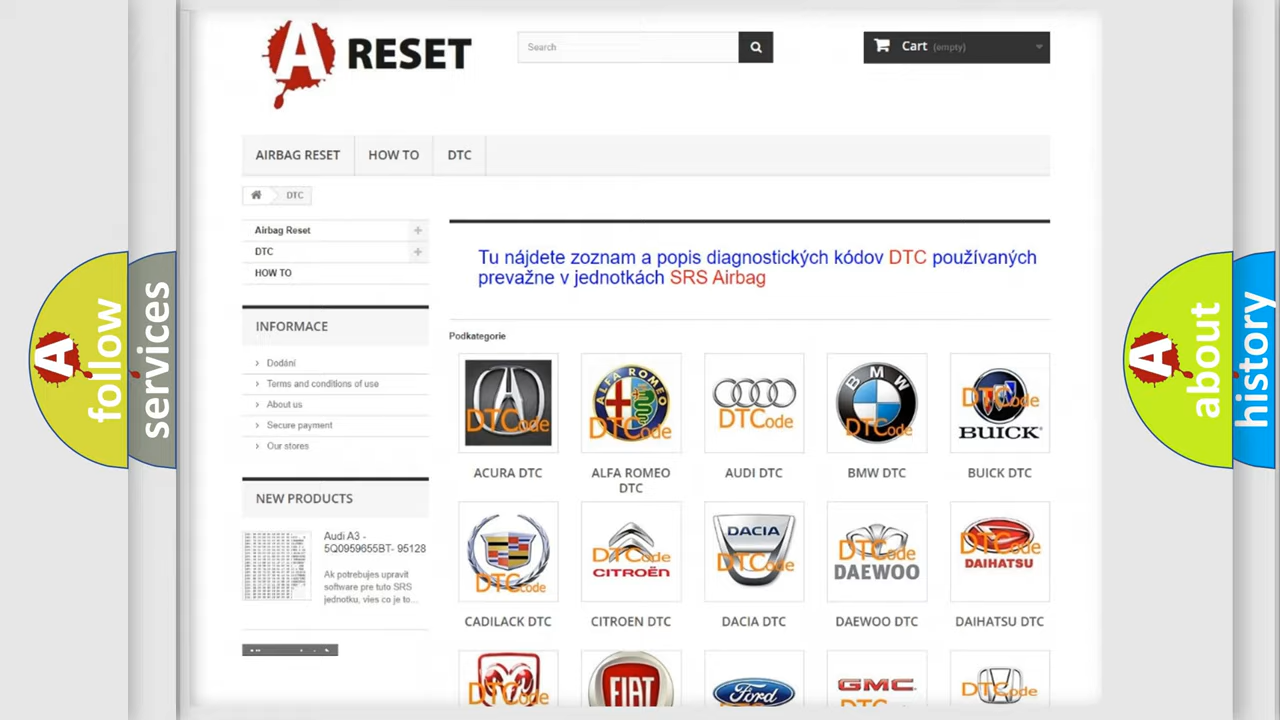 A RESET
Search
Cart (empty)
AIRBAG RESET
HOW TO
DTC
DTC
Airbag Reset
DTC
HOW TO
INFORMACE
Dodání
Terms and conditions of use
About us
Secure payment
Our stores
NEW PRODUCTS
Audi A3 -
5Q0959655BT- 95128
Ak potrebujes upravit
software pre tuto SRS
jednotku, vies co je to...
Tu nájdete zoznam a popis diagnostických kódov DTC používaných
prevažne v jednotkách SRS Airbag
Podkategorie
DTCode
ALFA ROMEO
DTCode
DTCode
BMW
DTCode
DTCode
BUICK
ACURA DTC
ALFA ROMEO
DTC
AUDI DTC
BMW DTC
BUICK DTC
DTCode
DTCode
CITROËN
DACIA
DTCode
DTCode
DAEWOO
DTCode
DAIHATSU
CADILACK DTC
CITROEN DTC
DACIA DTC
DAEWOO DTC
DAIHATSU DTC
DTCode
FIAT
Ford
DTCode
GMC
DTCode
A follow
services
A about
history